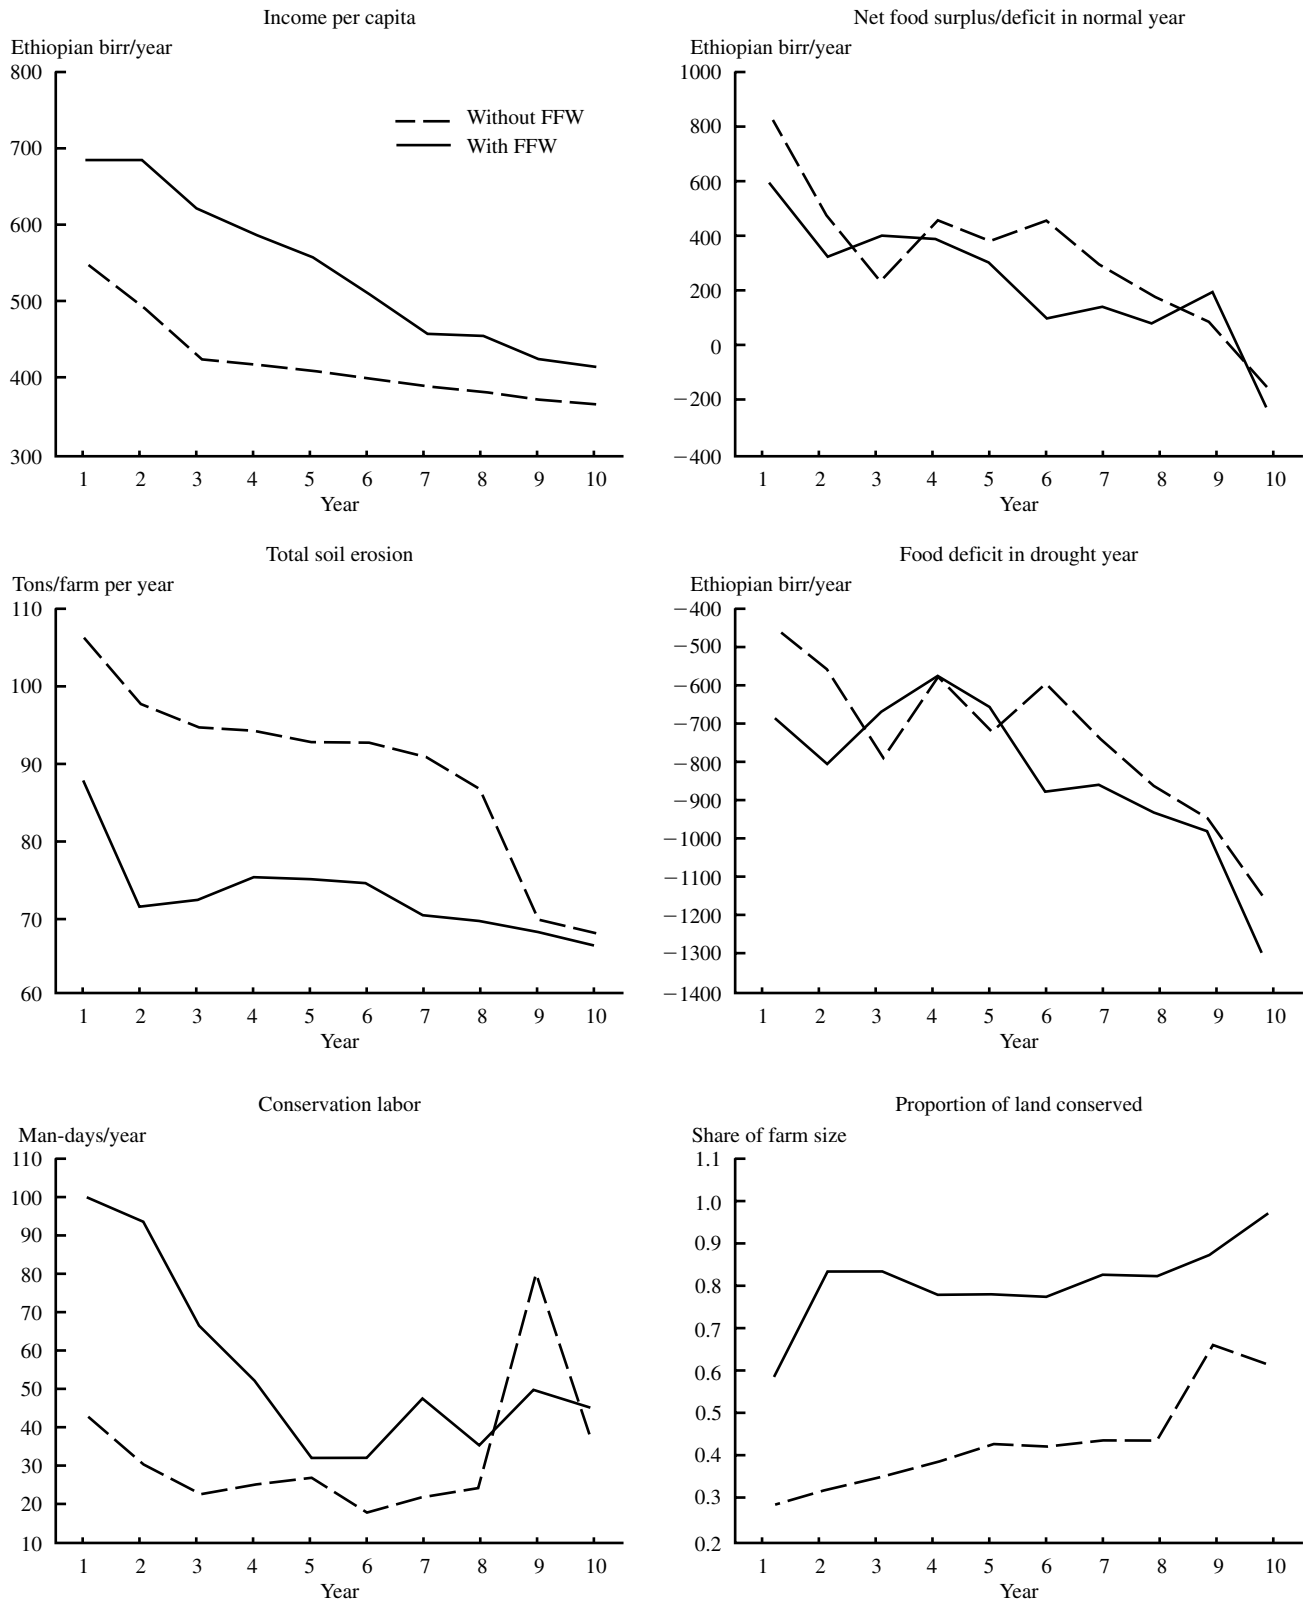 Income per capita
Ethiopian birr/year
800
700
600
500
400
300
Without FFW
With FFW
1 2 3 4 5 6 7 8 9 10
Year
Net food surplus/deficit in normal year
Ethiopian birr/year
1000
800
600
400
200
0
−200
−400
1 2 3 4 5 6 7 8 9 10
Year
Total soil erosion
Tons/farm per year
110
100
90
80
70
60
1 2 3 4 5 6 7 8 9 10
Year
Food deficit in drought year
Ethiopian birr/year
−400
−500
−600
−700
−800
−900
−1000
−1100
−1200
−1300
−1400
1 2 3 4 5 6 7 8 9 10
Year
Conservation labor
Man-days/year
110
100
90
80
70
60
50
40
30
20
10
1 2 3 4 5 6 7 8 9 10
Year
Proportion of land conserved
Share of farm size
1.1
1.0
0.9
0.8
0.7
0.6
0.5
0.4
0.3
0.2
1 2 3 4 5 6 7 8 9 10
Year